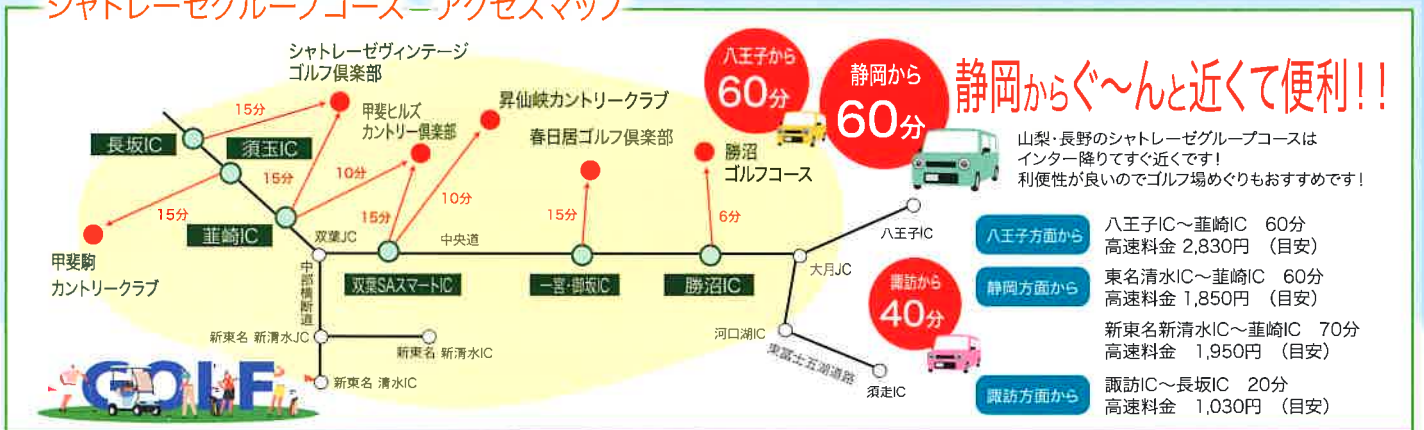 シャトレーゼグループコース アクセスマップ
シャトレーゼヴィンテージ
ゴルフ倶楽部
15分
長坂IC
須玉IC
甲斐ヒルズ
カントリー倶楽部
昇仙峡カントリークラブ
春日居ゴルフ倶楽部
勝沼
ゴルフコース
15分
10分
15分
10分
15分
15分
6分
韮崎IC
甲斐駒
カントリークラブ
双葉JC
中央道
双葉SAスマートIC
一宮・御坂IC
勝沼IC
大月JC
八王子IC
中部横断道
新東名 新清水JC
新東名 新清水IC
新東名 清水IC
河口湖IC
東富士五湖道路
須走IC
GOLF
八王子から
60分
静岡から
60分
諏訪から
40分
静岡からぐ〜んと近くて便利!!
山梨・長野のシャトレーゼグループコースは
インター降りてすぐ近くです!
利便性が良いのでゴルフ場めぐりもおすすめです!
八王子方面から
八王子IC〜韮崎IC 60分
高速料金 2,830円 (目安)
静岡方面から
東名清水IC〜韮崎IC 60分
高速料金 1,850円 (目安)
新東名新清水IC〜韮崎IC 70分
高速料金 1,950円 (目安)
諏訪方面から
諏訪IC〜長坂IC 20分
高速料金 1,030円 (目安)